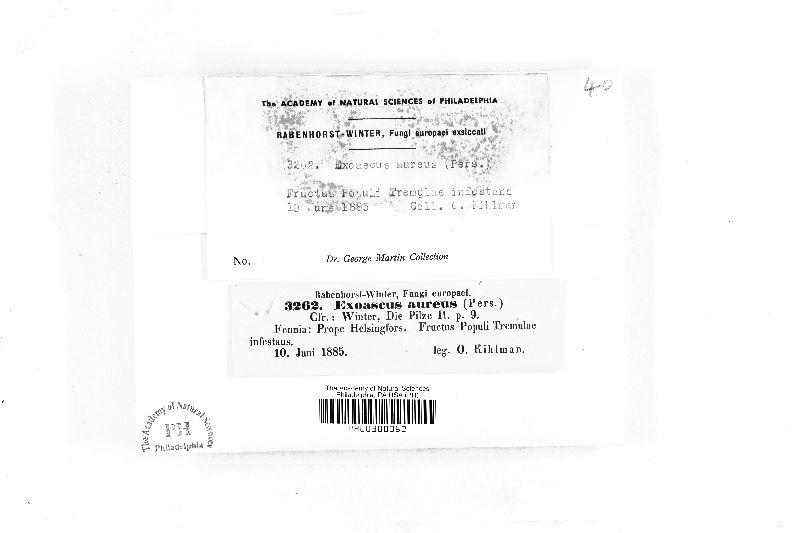 40
The ACADEMY of NATURAL SCIENCES of PHILADELPHIA
RABENHORST-WINTER, Fungi europaei exsiccati
3262. Exoascus aureus (Pers.)
Fructus Populi Tremulae infestans
10 June 1885 Coll. O. Kihlman
No. Dr. George Martin Collection
Rabenhorst-Winter, Fungi europaei.
3262. Exoascus aureus (Pers.)
Cfr.: Winter, Die Pilze II. p. 9.
Fennia: Prope Helsingfors. Fructus Populi Tremulae
infestans.
10. Juni 1885. leg. O. Kihlman.
The Academy of Natural Sciences
Philadelphia, PA USA (PH)
The Academy of Natural Sciences
PH
Philadelphia